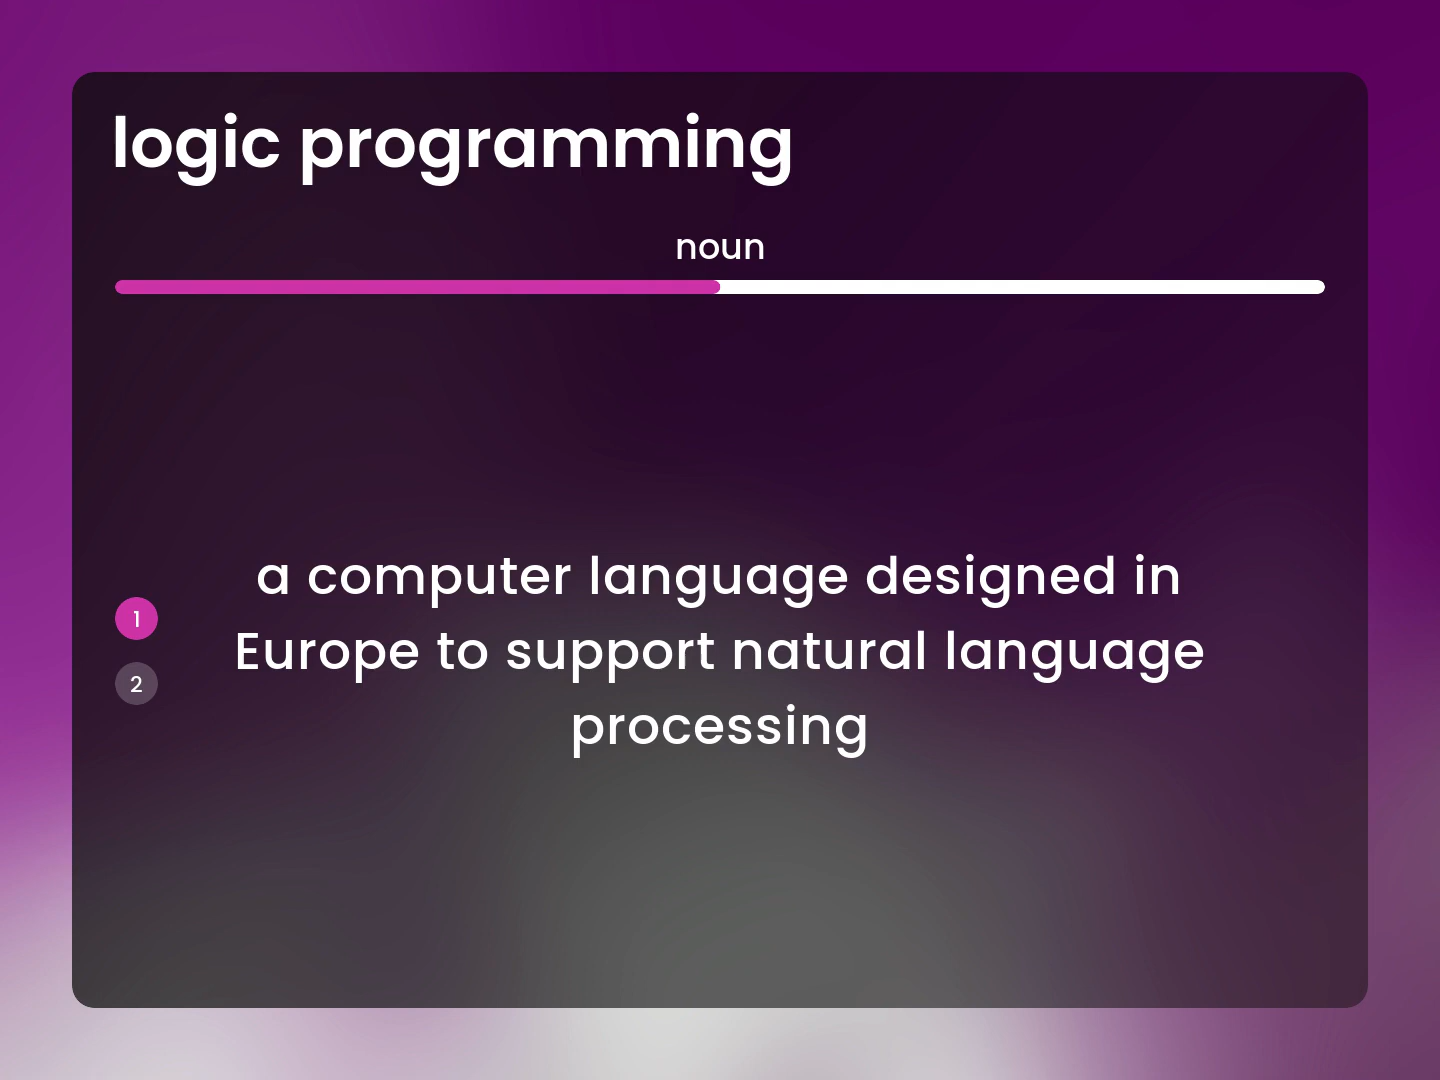 logic programming
noun
a computer language designed in
Europe to support natural language
processing
1
2